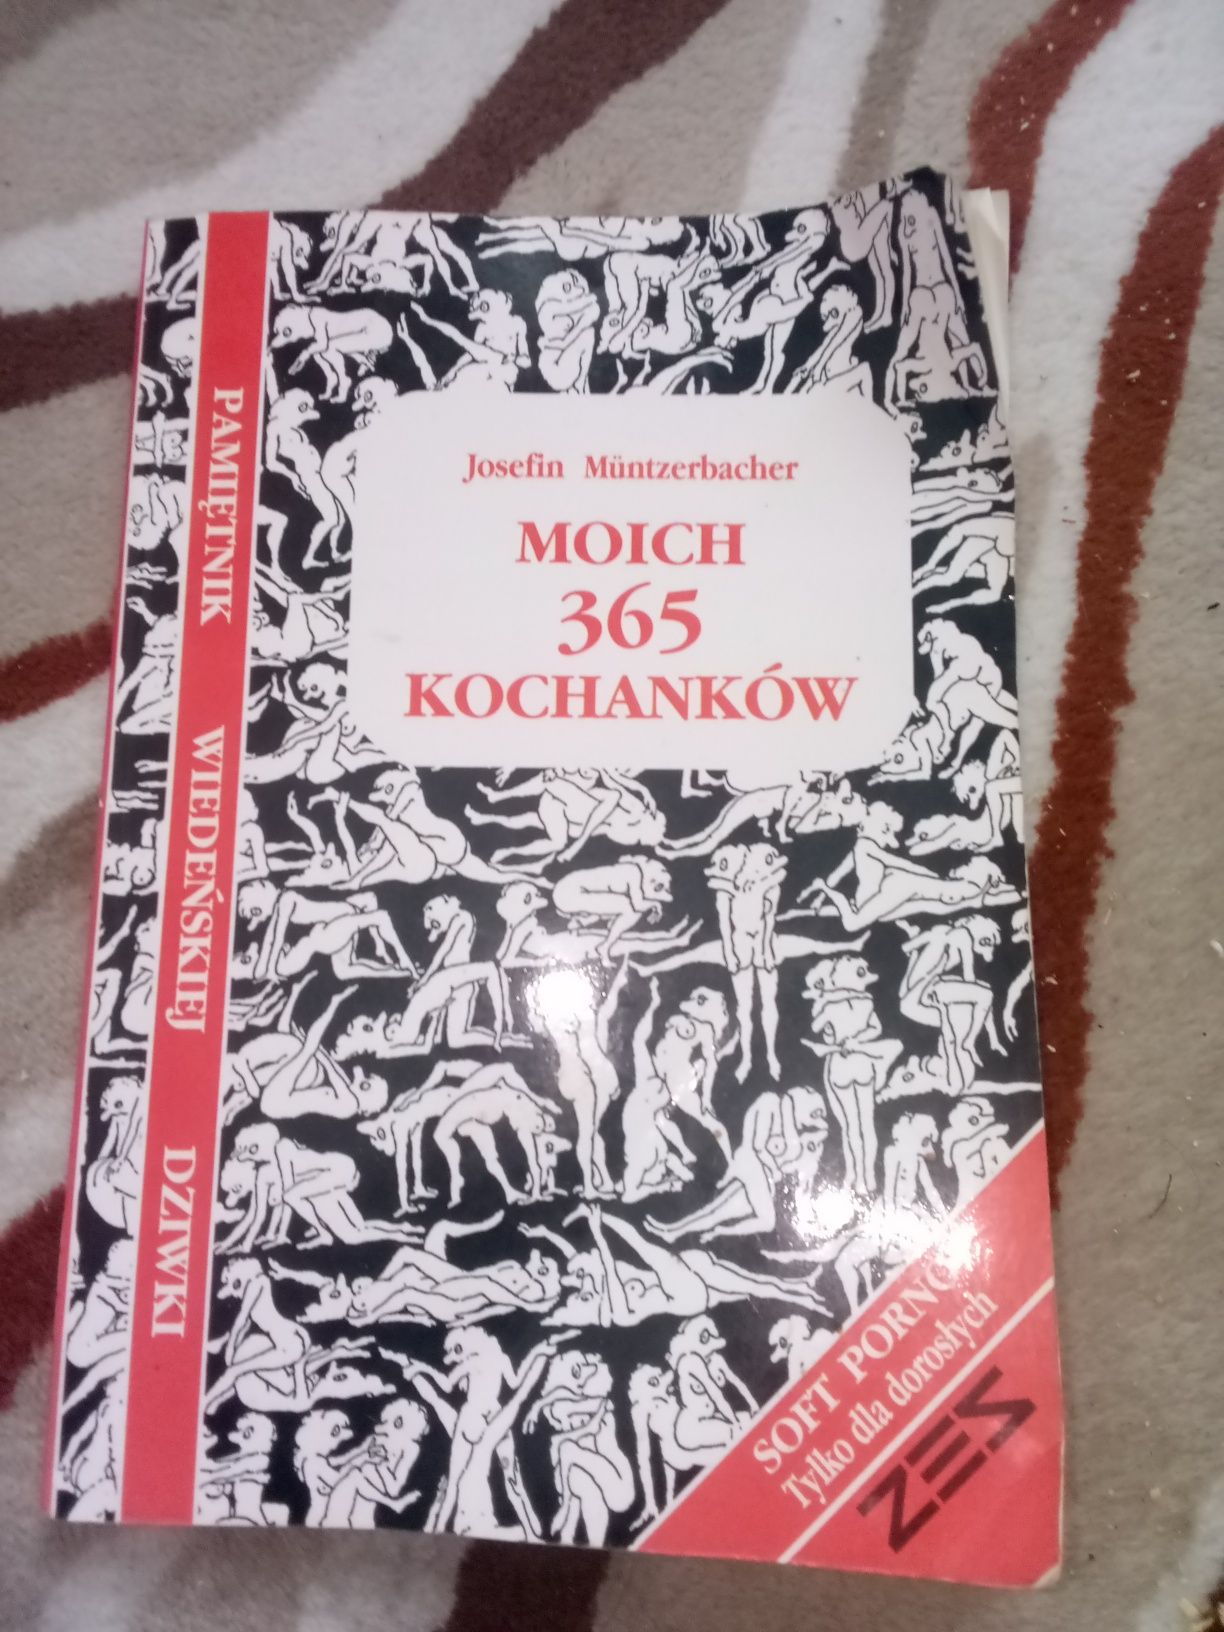 PAMIĘTNIK WIEDEŃSKIEJ DZIWKI
Josefin Müntzerbacher
MOICH
365
KOCHANKÓW
SOFT PORNO
Tylko dla dorosłych
ZES